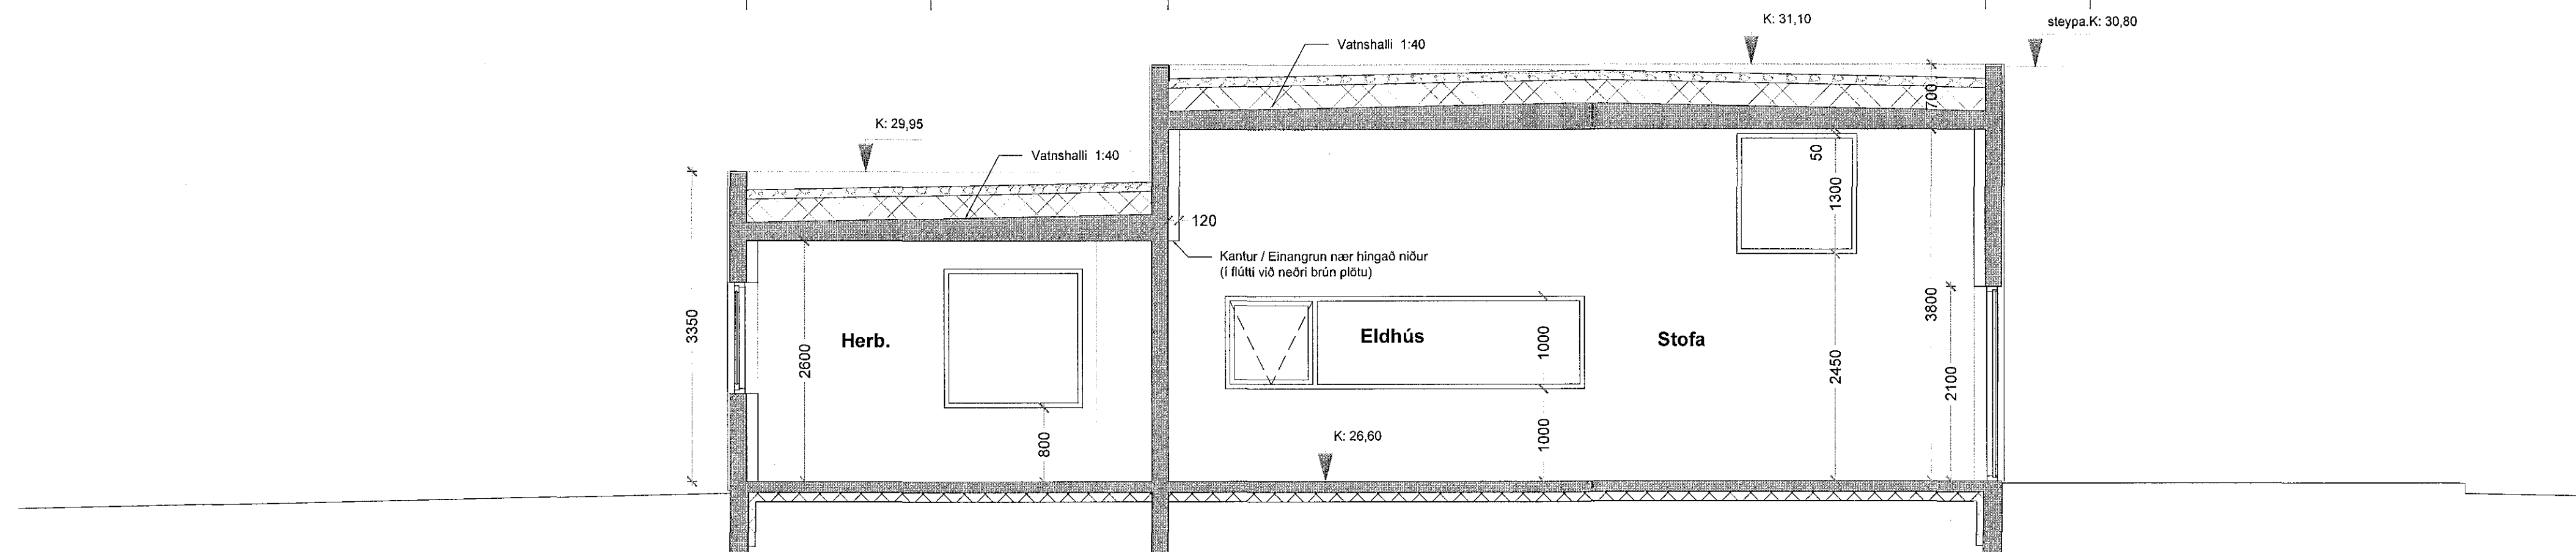 K: 31,10
steypa.K: 30,80
Vatnshalli 1:40
700
K: 29,95
Vatnshalli 1:40
50
1300
120
Kantur / Einangrun nær hingað niður
(í flútti við neðri brún plötu)
3350
2600
Herb.
800
Eldhús
1000
1000
Stofa
2450
3800
2100
K: 26,60